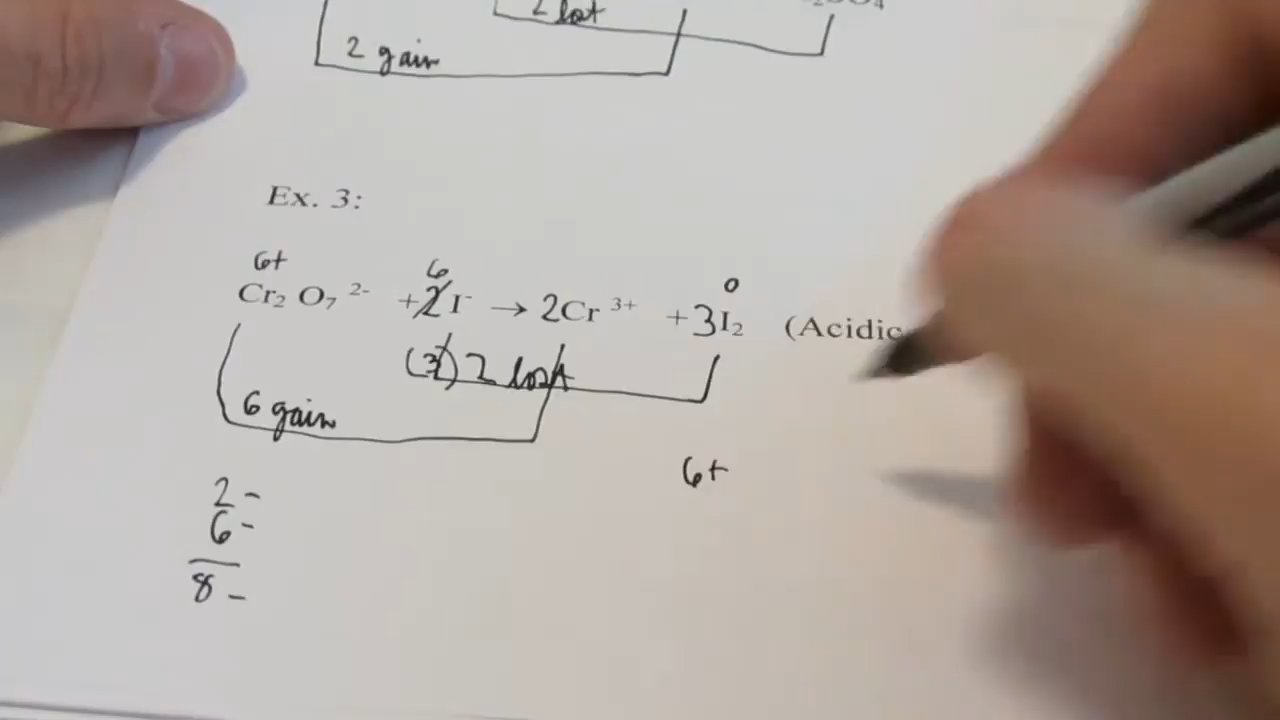 2 lost
2 gain
Ex. 3:
6+ 6 0
Cr2 O7 2- + 2 I- → 2Cr 3+ + 3I2 (Acidic
(3) 2 lost
6 gain
6+
2-
6-
8-